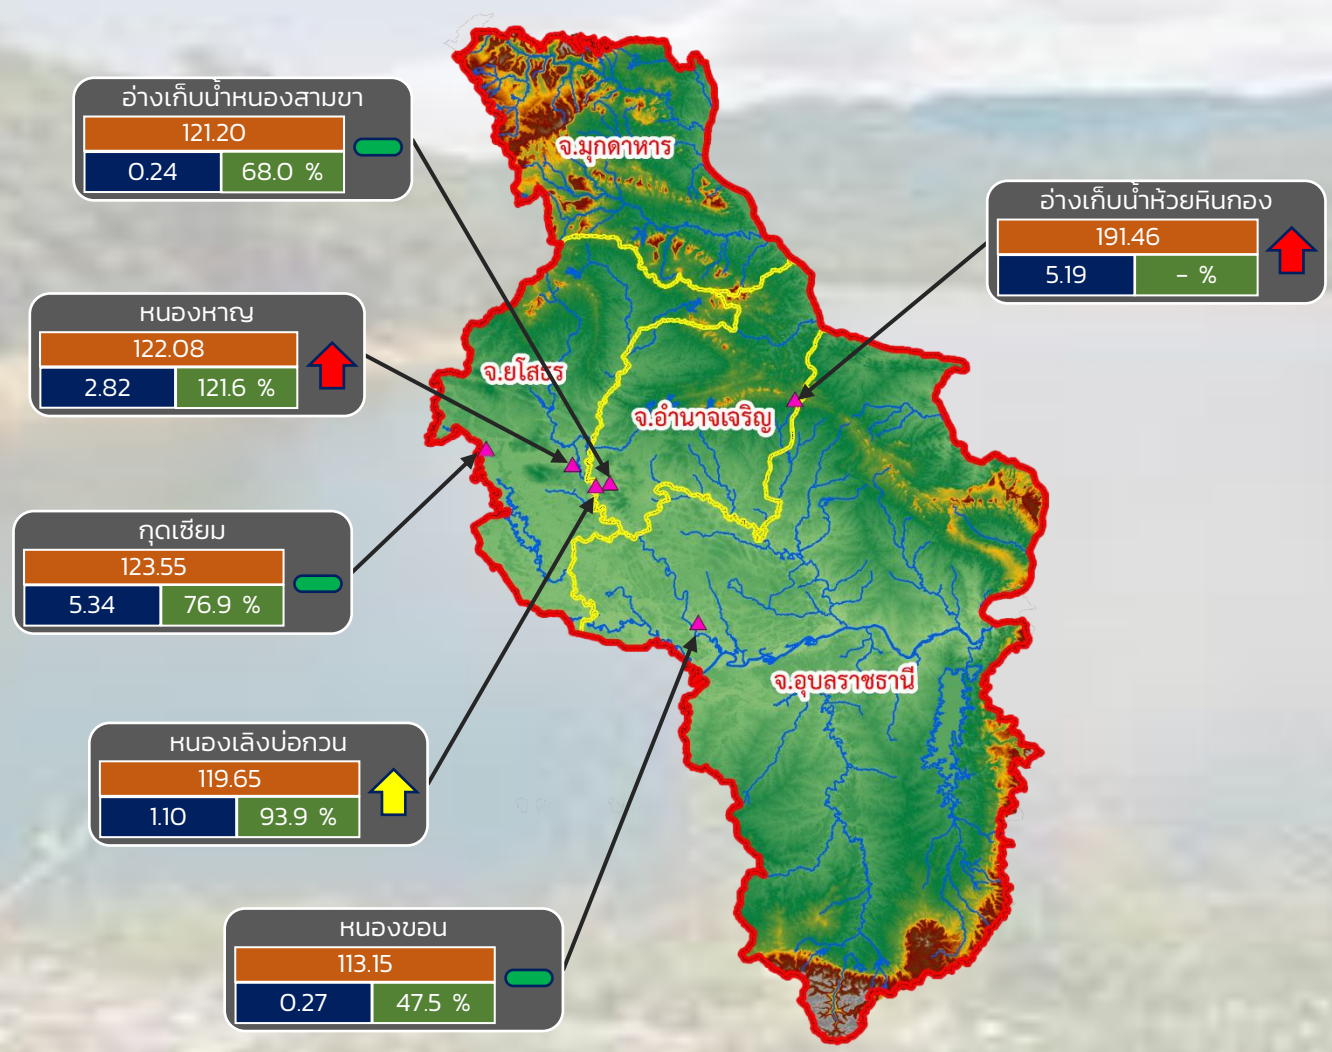 อ่างเก็บน้ำหนองสามขา
121.20
0.24 68.0 %
จ.มุกดาหาร
อ่างเก็บน้ำห้วยหินกอง
191.46
5.19 - %
หนองหาญ
122.08
2.82 121.6 %
จ.ยโสธร
จ.อำนาจเจริญ
กุดเซียม
123.55
5.34 76.9 %
จ.อุบลราชธานี
หนองเลิงบ่อกวน
119.65
1.10 93.9 %
หนองขอน
113.15
0.27 47.5 %